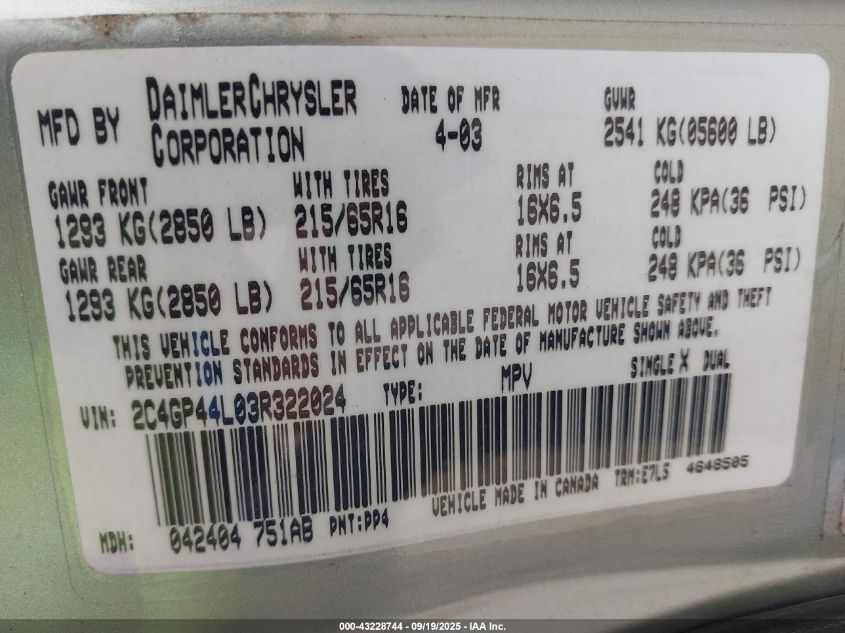 MFD BY DAIMLERCHRYSLER CORPORATION DATE OF MFR 4-03 GVWR 2541 KG(05600 LB)
GAWR FRONT WITH TIRES RIMS AT COLD
1293 KG(2850 LB) 215/65R16 16X6.5 248 KPA(36 PSI)
GAWR REAR WITH TIRES RIMS AT COLD
1293 KG(2850 LB) 215/65R16 16X6.5 248 KPA(36 PSI)
THIS VEHICLE CONFORMS TO ALL APPLICABLE FEDERAL MOTOR VEHICLE SAFETY AND THEFT
PREVENTION STANDARDS IN EFFECT ON THE DATE OF MANUFACTURE SHOWN ABOVE.
VIN: 2C4GP44L03R322024 TYPE: MPV SINGLE X DUAL
VEHICLE MADE IN CANADA TRM:E7L5 4648505
MDH: 042404 751AB PNT:PD4
000-43228744 - 09/19/2025 - IAA Inc.